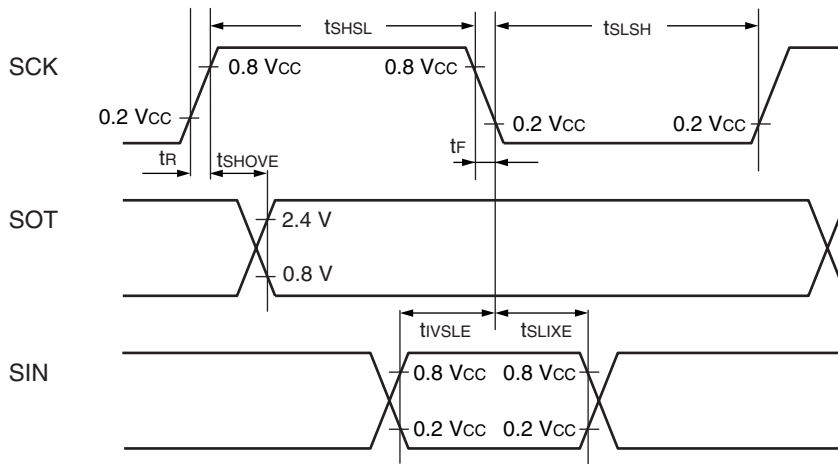 tSHSL
tSLSH
SCK
0.8 VCC
0.8 VCC
0.2 VCC
0.2 VCC
0.2 VCC
tR
tSHOVE
tF
SOT
2.4 V
0.8 V
tIVSLE
tSLIXE
SIN
0.8 VCC
0.8 VCC
0.2 VCC
0.2 VCC